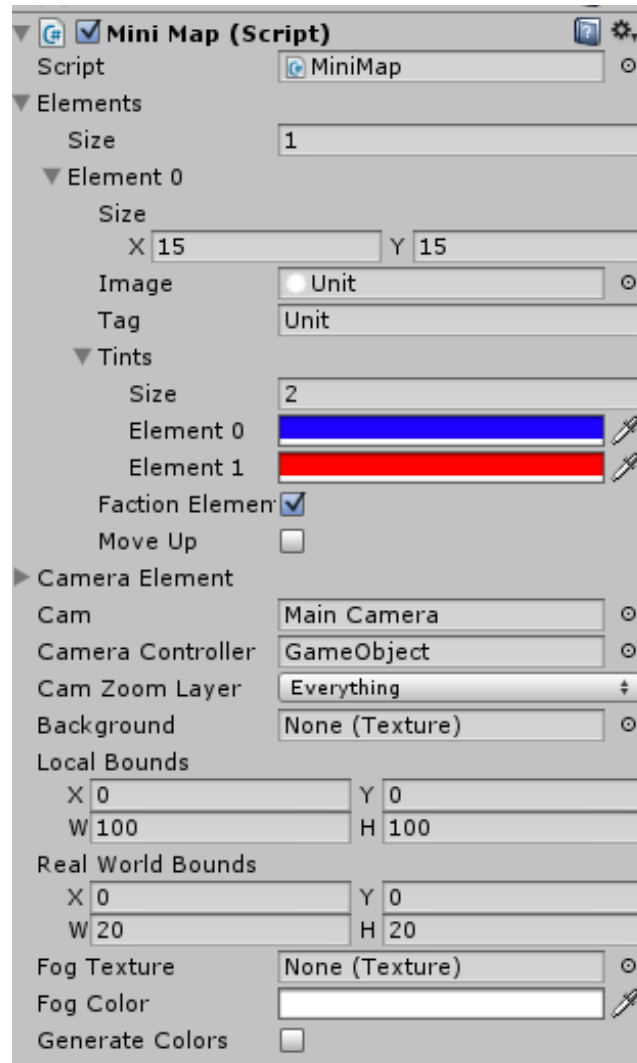 Mini Map (Script)
Script MiniMap
Elements
Size 1
Element 0
Size
X 15 Y 15
Image Unit
Tag Unit
Tints
Size 2
Element 0
Element 1
Faction Elemen
Move Up
Camera Element
Cam Main Camera
Camera Controller GameObject
Cam Zoom Layer Everything
Background None (Texture)
Local Bounds
X 0 Y 0
W 100 H 100
Real World Bounds
X 0 Y 0
W 20 H 20
Fog Texture None (Texture)
Fog Color
Generate Colors